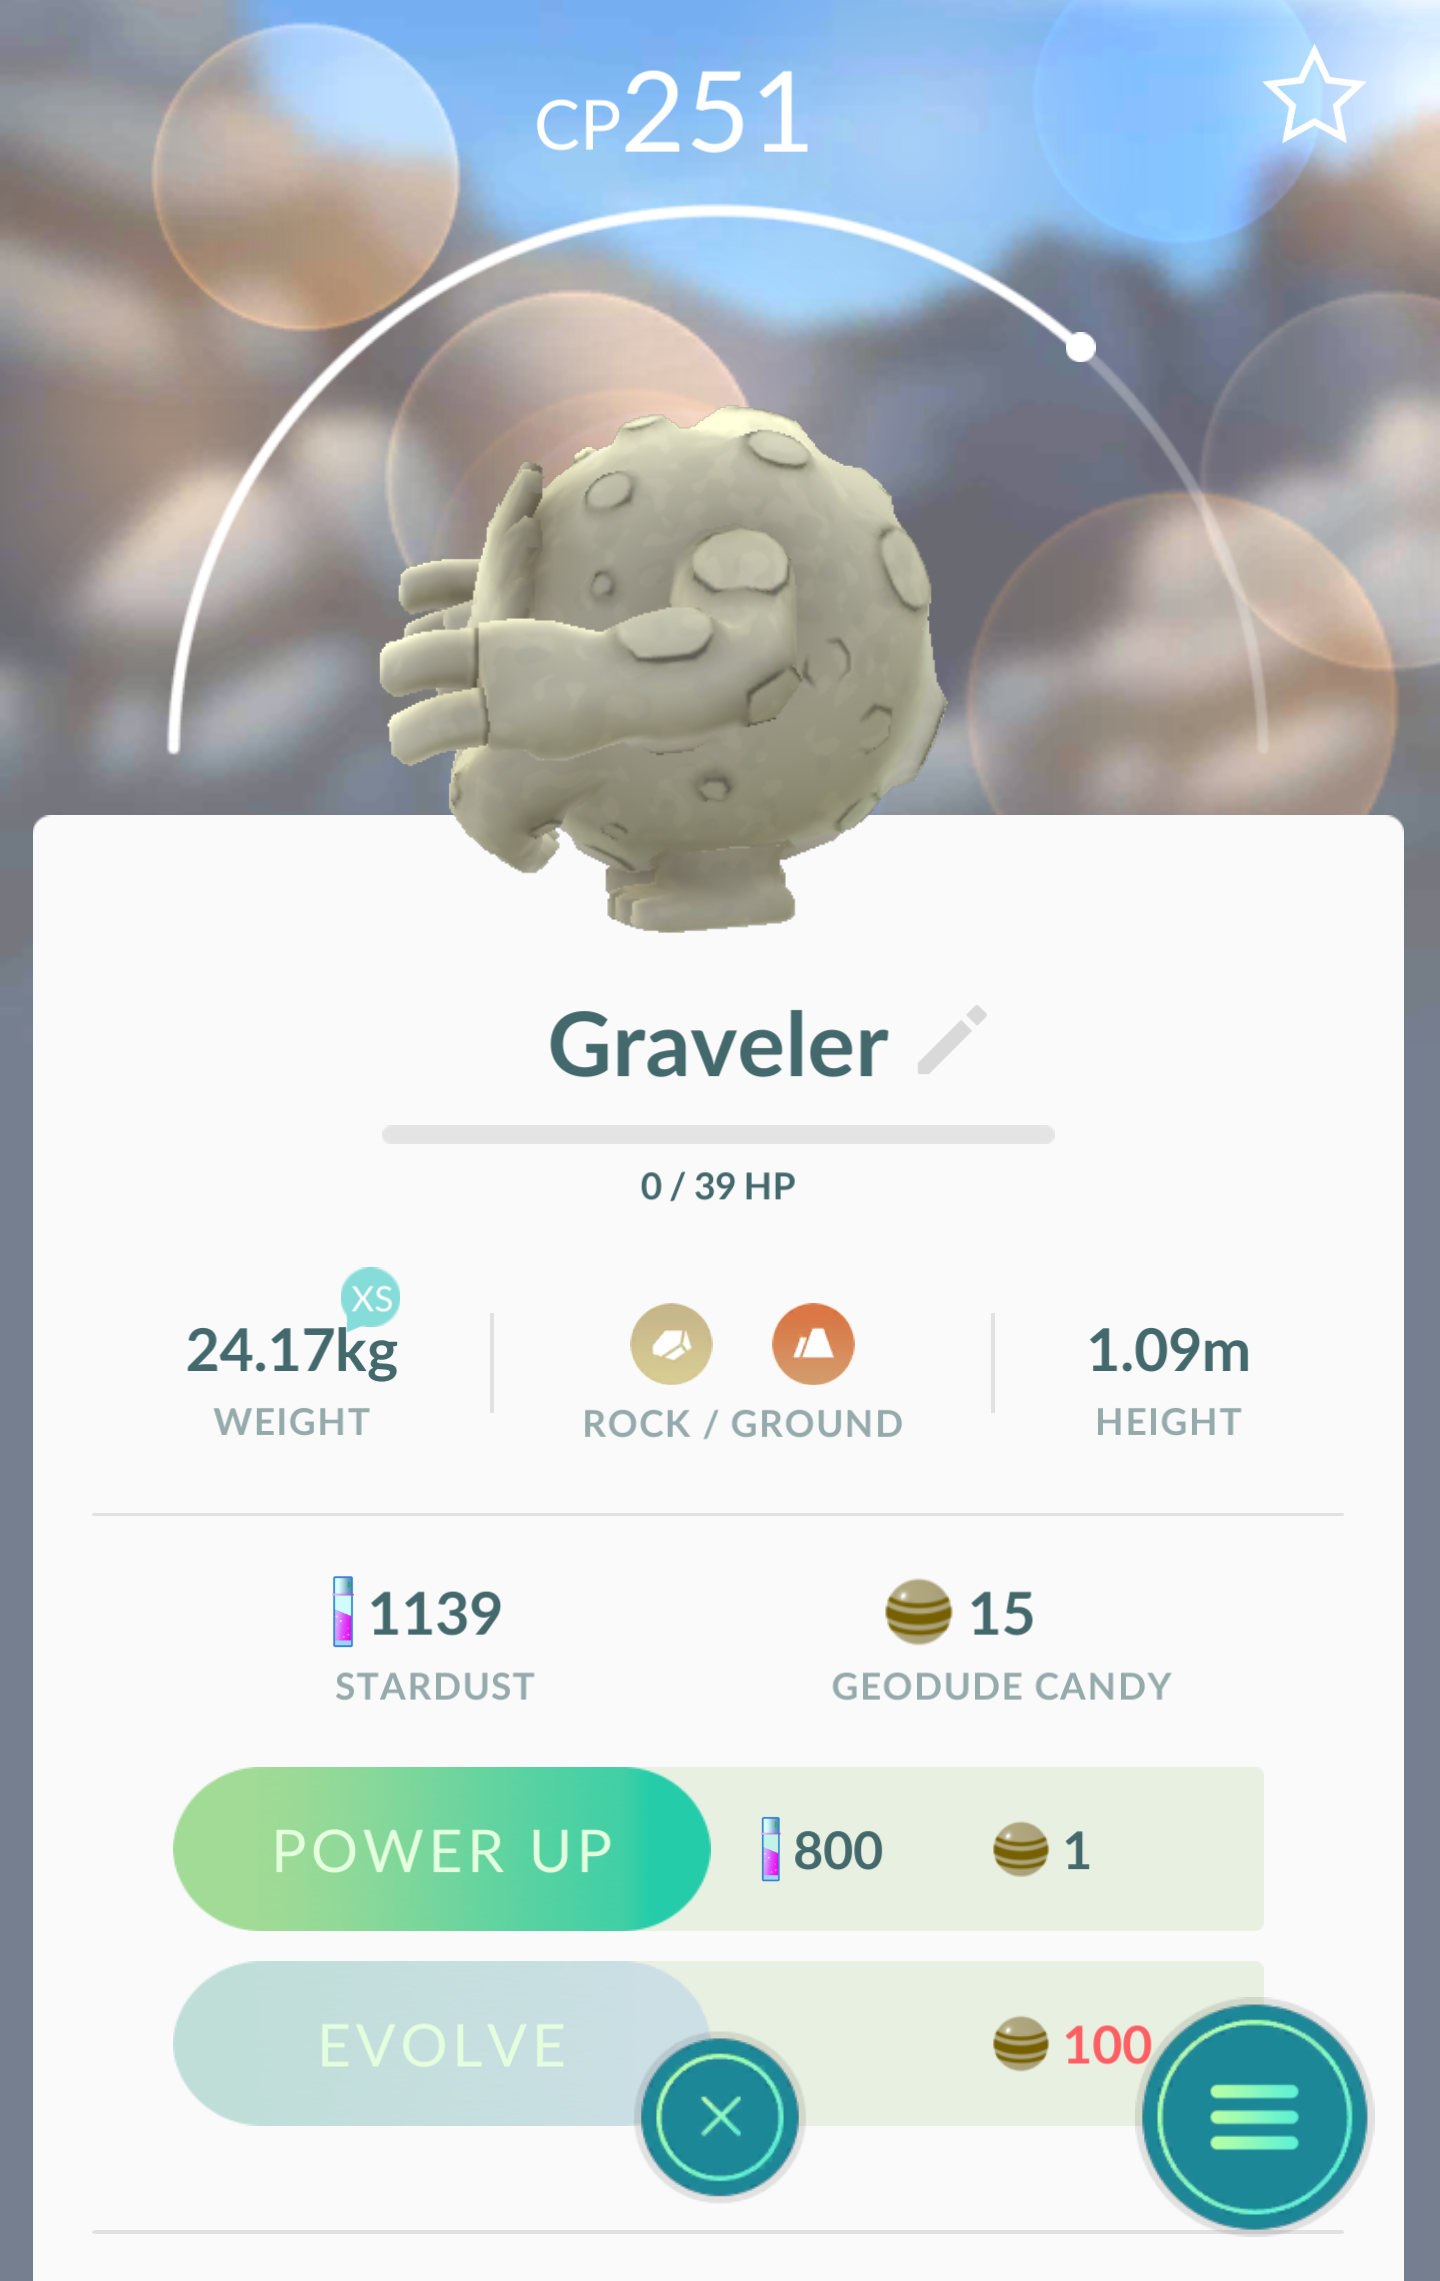 CP251
Graveler
0 / 39 HP
XS
24.17kg
WEIGHT
ROCK / GROUND
1.09m
HEIGHT
1139
STARDUST
15
GEODUDE CANDY
POWER UP 800 1
EVOLVE 100